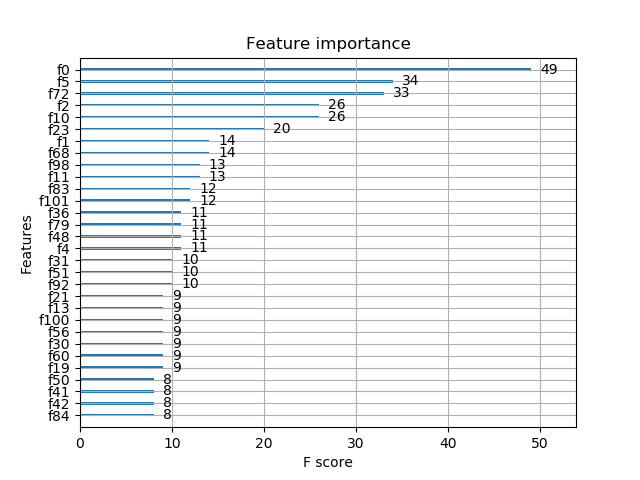 Feature importance
f0 49
f5 34
f72 33
f2 26
f10 26
f23 20
f1 14
f68 14
f98 13
f11 13
f83 12
f101 12
f36 11
f79 11
f48 11
f4 11
f31 10
f51 10
f92 10
f21 9
f13 9
f100 9
f56 9
f30 9
f60 9
f19 9
f50 8
f41 8
f42 8
f84 8
Features
0 10 20 30 40 50
F score